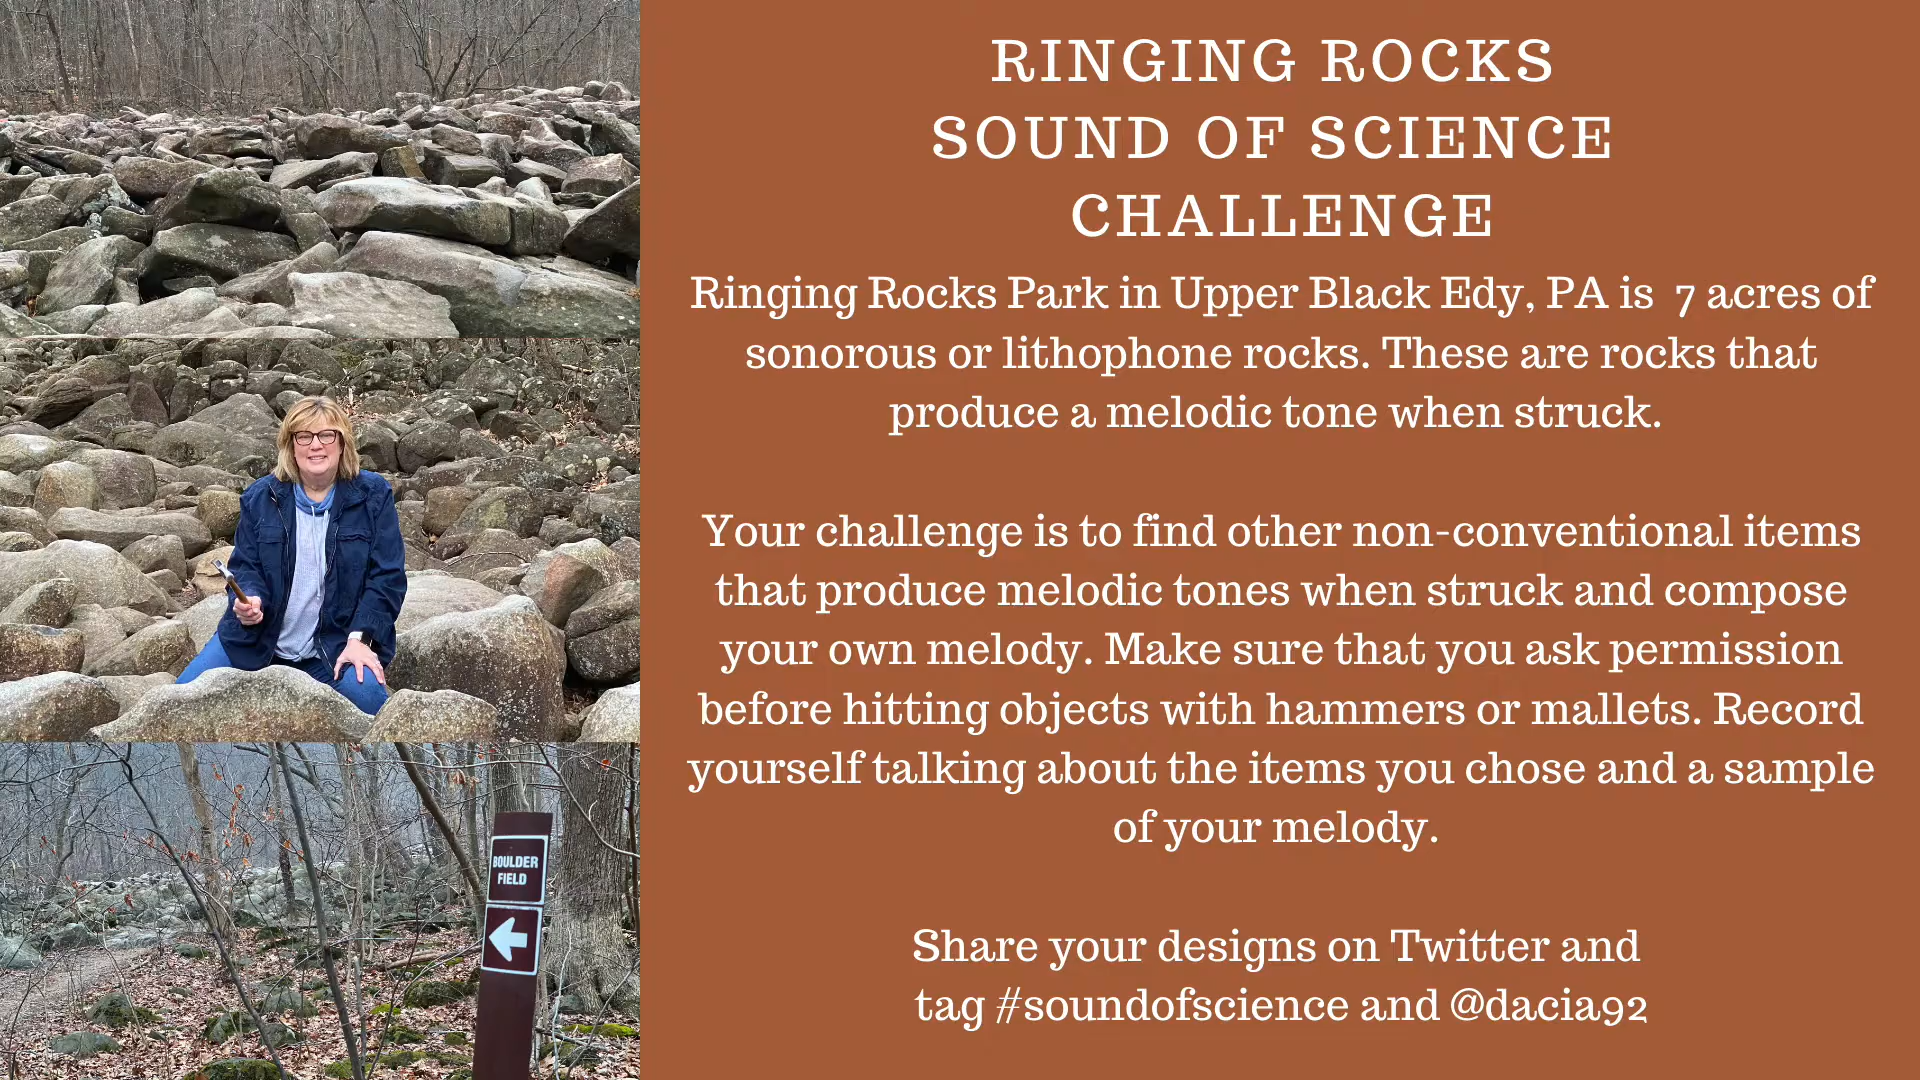 RINGING ROCKS
SOUND OF SCIENCE
CHALLENGE
Ringing Rocks Park in Upper Black Edy, PA is 7 acres of
sonorous or lithophone rocks. These are rocks that
produce a melodic tone when struck.
Your challenge is to find other non-conventional items
that produce melodic tones when struck and compose
your own melody. Make sure that you ask permission
before hitting objects with hammers or mallets. Record
yourself talking about the items you chose and a sample
of your melody.
Share your designs on Twitter and
tag #soundofscience and @dacia92
BOULDER
FIELD